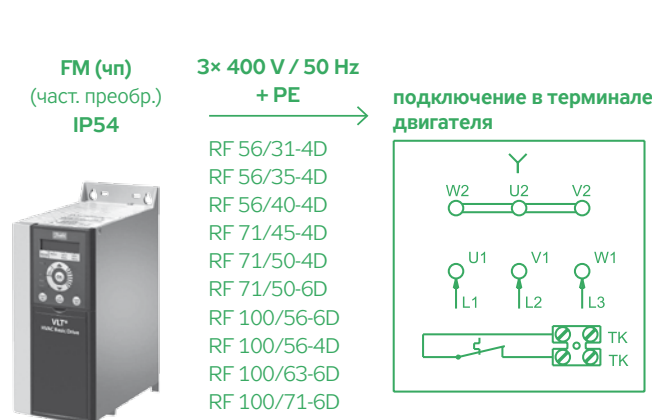 FM (чп)
(част. преобр.)
IP54
3× 400 V / 50 Hz
+ PE
RF 56/31-4D
RF 56/35-4D
RF 56/40-4D
RF 71/45-4D
RF 71/50-4D
RF 71/50-6D
RF 100/56-6D
RF 100/56-4D
RF 100/63-6D
RF 100/71-6D
подключение в терминале
двигателя
W2 U2 V2
U1 V1 W1
L1 L2 L3
TK
TK
VLT®
HVAC Basic Drive